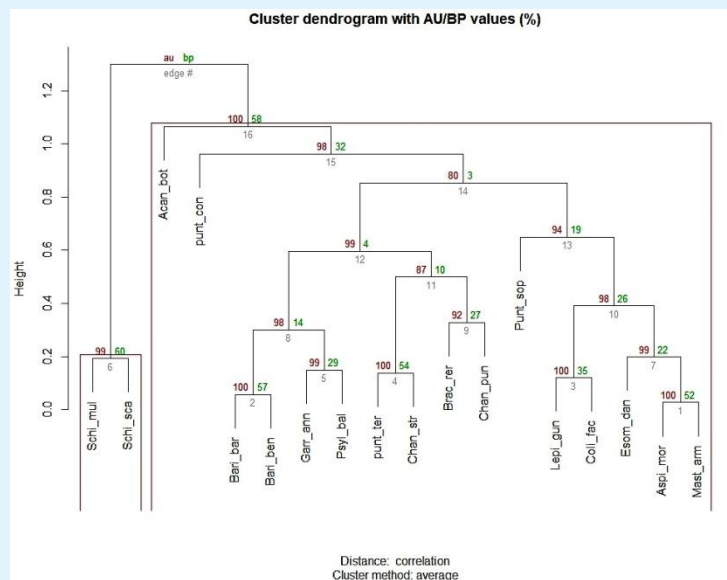 Cluster dendrogram with AU/BP values (%)
au bp
edge #
1.2
100 58
16
1.0
98 32
15
80 3
14
0.8
Acan_bot
punt_con
99 4
12
94 19
13
0.6
87 10
11
Height
Punt_sop
98 26
10
0.4
98 14
8
92 27
9
99 60
6
99 22
7
0.2
99 29
5
100 54
4
100 35
3
100 57
2
100 52
1
0.0
Schi_mul
Schi_sca
Bari_bar
Bari_ben
Garr_ann
Psyl_bal
punt_ter
Chan_str
Brac_rer
Chan_pun
Lepi_gun
Coli_fac
Esom_dan
Aspi_mor
Mast_arm
Distance: correlation
Cluster method: average